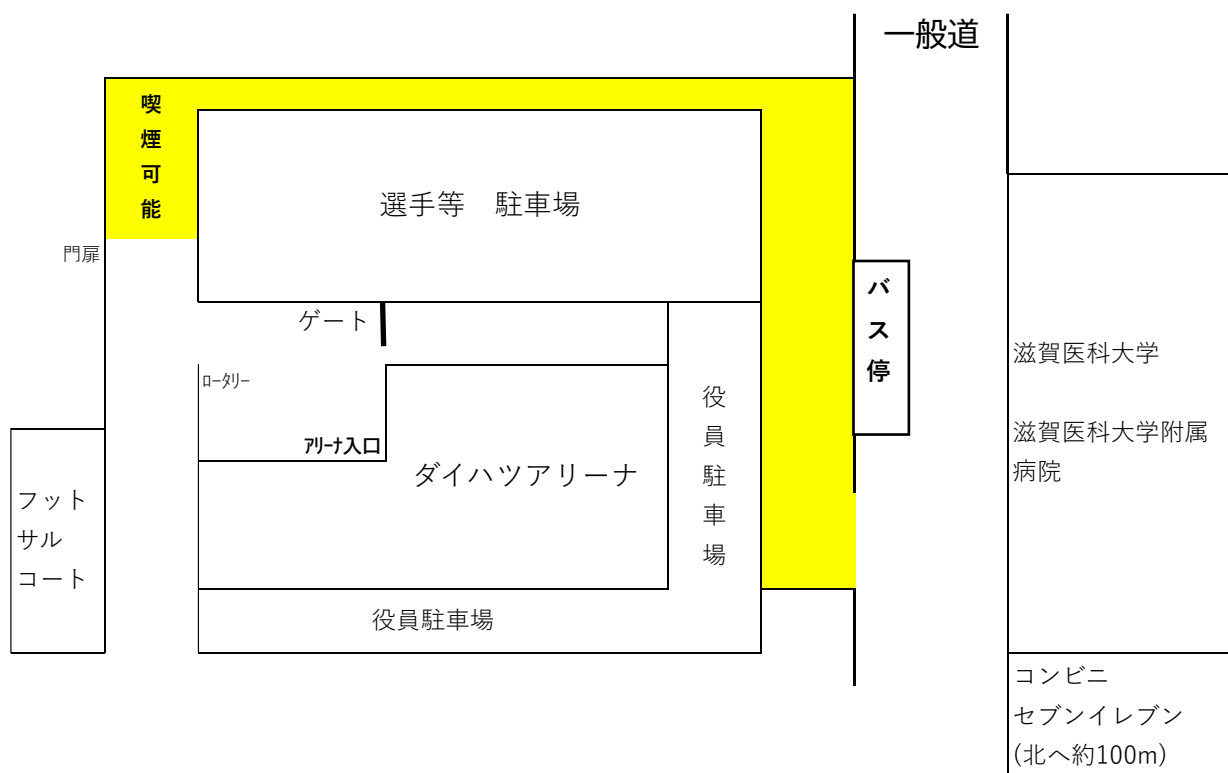 一般道
喫煙可能
選手等　駐車場
門扉
バス停
ゲート
滋賀医科大学
ﾛｰﾀﾘｰ
役員駐車場
ｱﾘｰﾅ入口
滋賀医科大学附属
病院
ダイハツアリーナ
フット
サル
コート
役員駐車場
コンビニ
セブンイレブン
(北へ約100m)